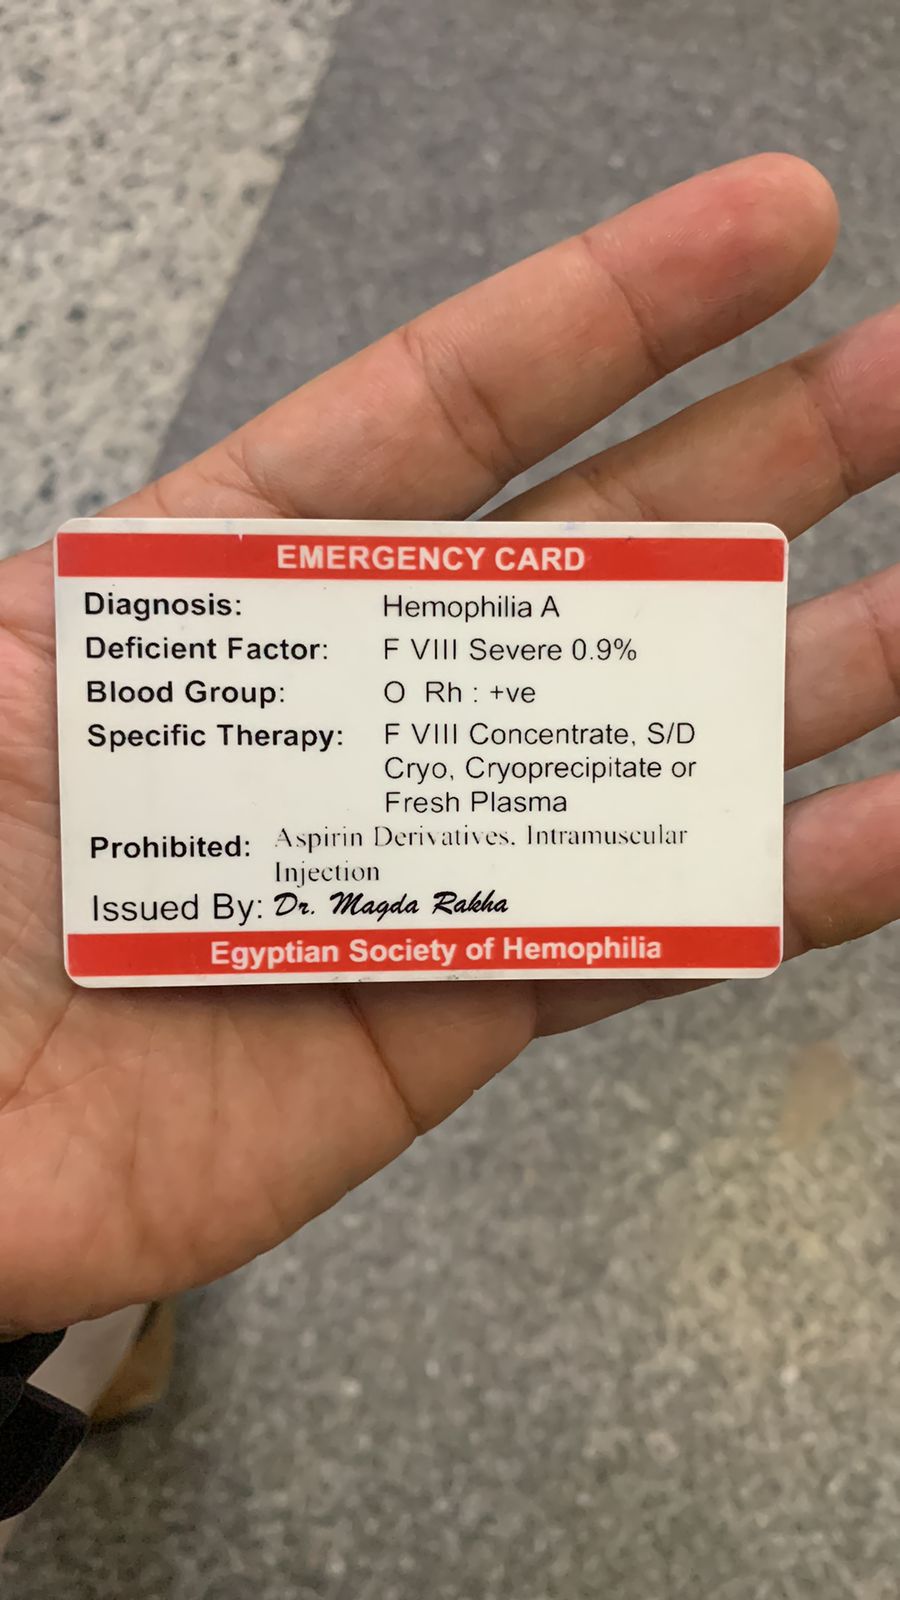 EMERGENCY CARD
Diagnosis: Hemophilia A
Deficient Factor: F VIII Severe 0.9%
Blood Group: O Rh : +ve
Specific Therapy: F VIII Concentrate, S/D
Cryo, Cryoprecipitate or
Fresh Plasma
Prohibited: Aspirin Derivatives, Intramuscular
Injection
Issued By: Dr. Magda Rakha
Egyptian Society of Hemophilia